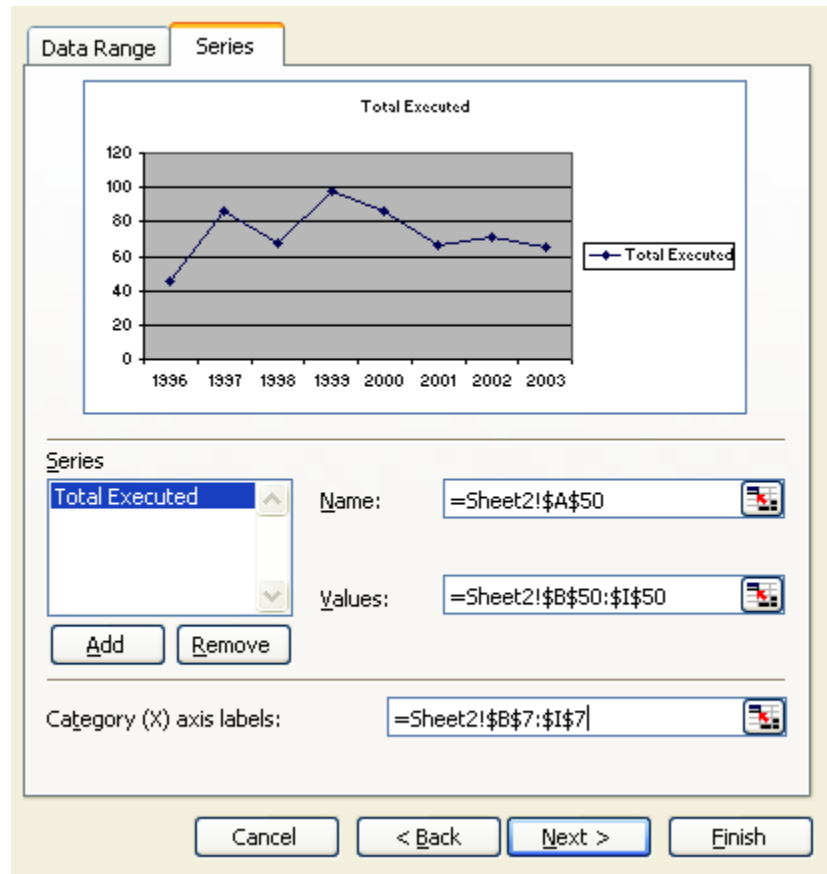 Data Range Series
Total Executed
120
100
80
60
40
20
0
1996 1997 1998 1999 2000 2001 2002 2003
Total Executed
Series
Total Executed
Name: =Sheet2!$A$50
Values: =Sheet2!$B$50:$I$50
Add Remove
Category (X) axis labels: =Sheet2!$B$7:$I$7
Cancel < Back Next > Finish